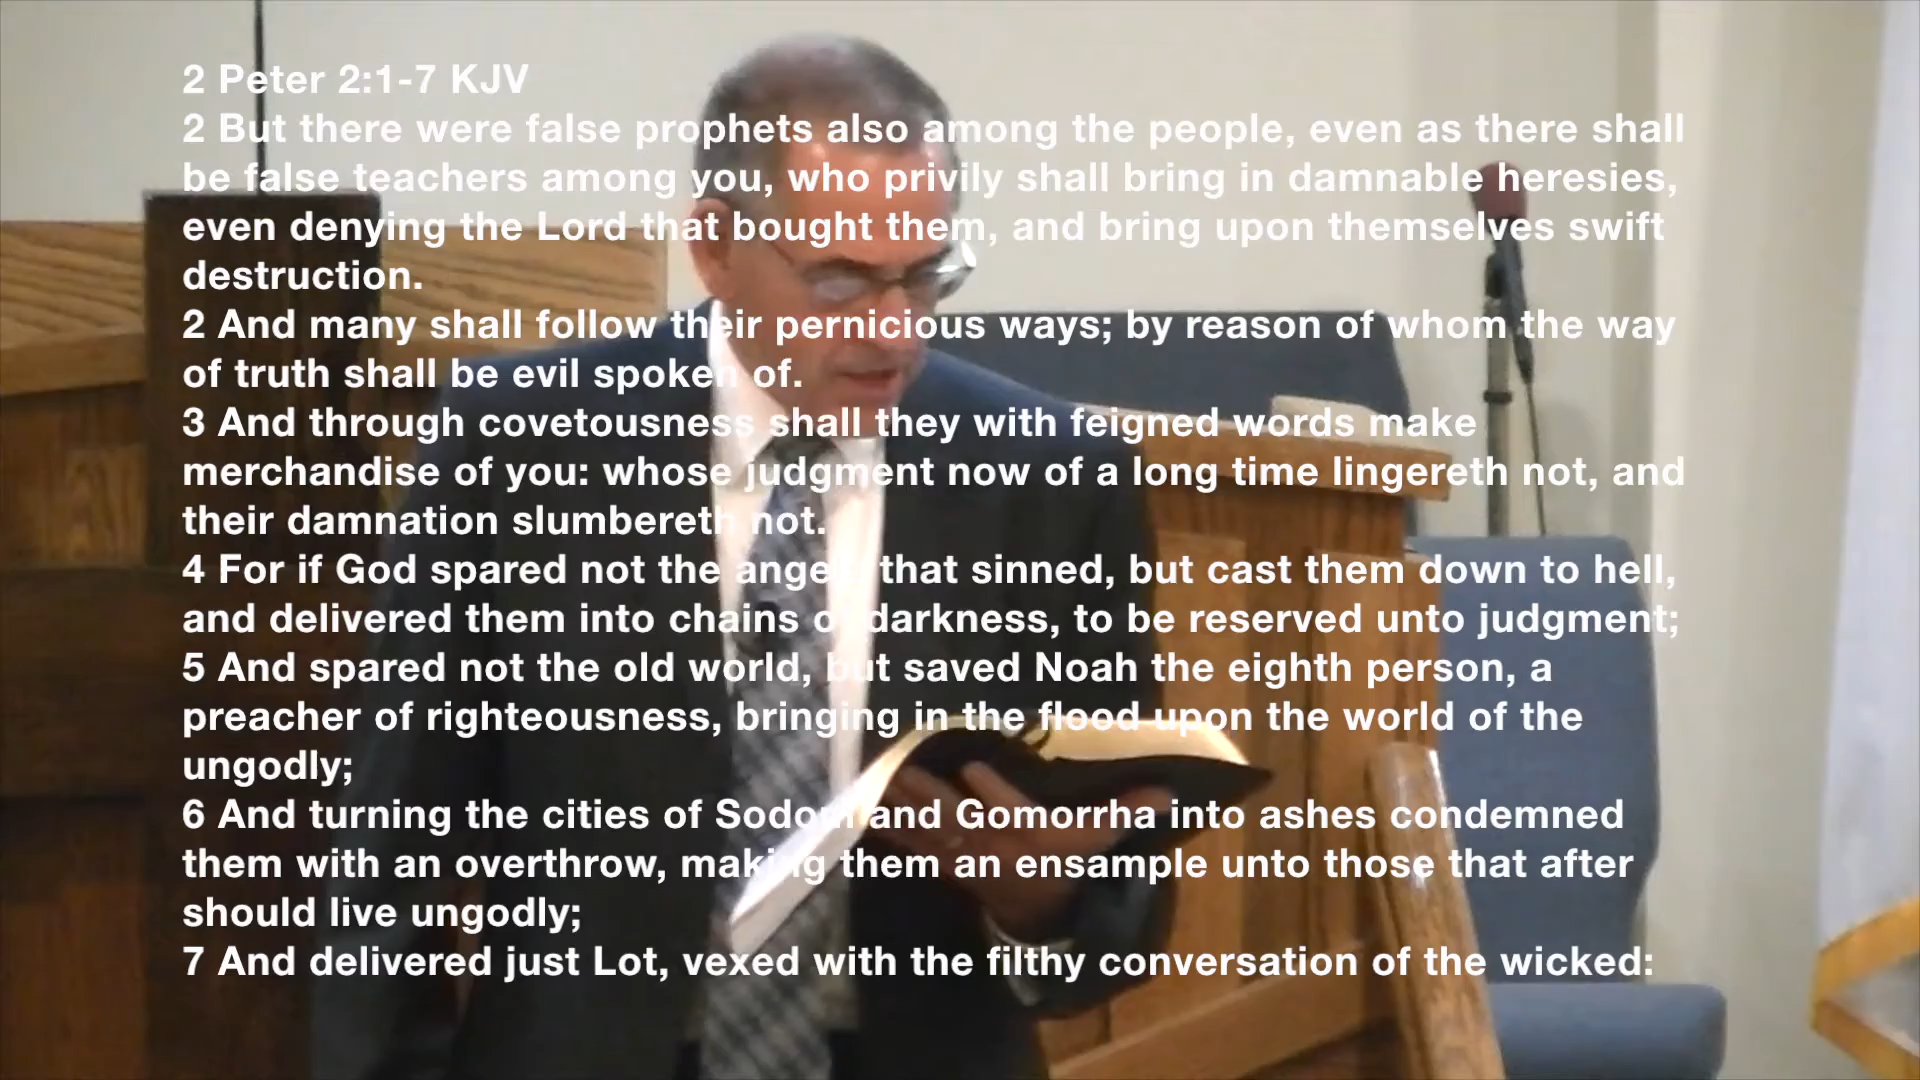 2 Peter 2:1-7 KJV
2 But there were false prophets also among the people, even as there shall
be false teachers among you, who privily shall bring in damnable heresies,
even denying the Lord that bought them, and bring upon themselves swift
destruction.
2 And many shall follow their pernicious ways; by reason of whom the way
of truth shall be evil spoken of.
3 And through covetousness shall they with feigned words make
merchandise of you: whose judgment now of a long time lingereth not, and
their damnation slumbereth not.
4 For if God spared not the angels that sinned, but cast them down to hell,
and delivered them into chains of darkness, to be reserved unto judgment;
5 And spared not the old world, but saved Noah the eighth person, a
preacher of righteousness, bringing in the flood upon the world of the
ungodly;
6 And turning the cities of Sodom and Gomorrha into ashes condemned
them with an overthrow, making them an ensample unto those that after
should live ungodly;
7 And delivered just Lot, vexed with the filthy conversation of the wicked: